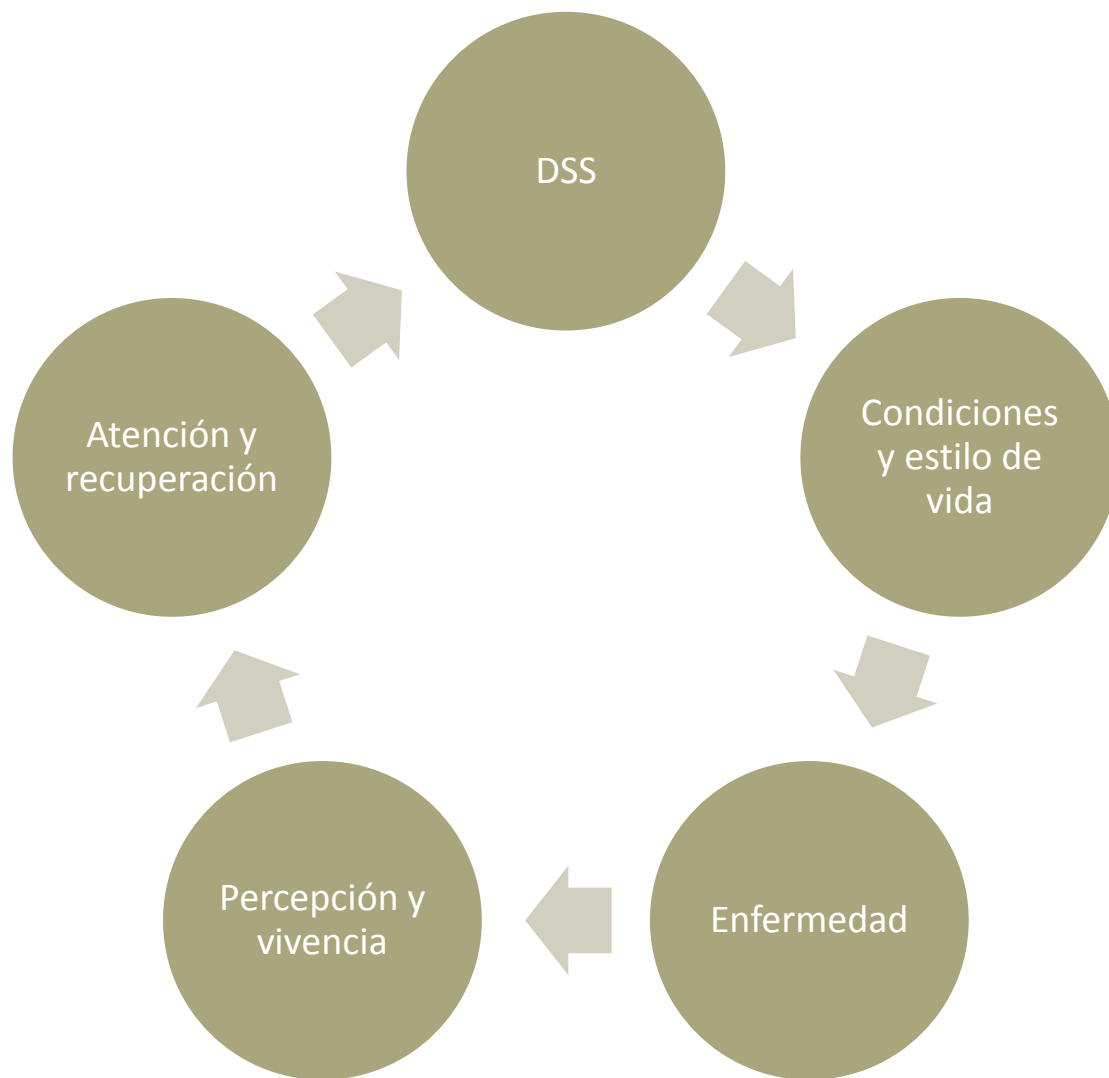 DSS
Condiciones
y estilo de
vida
Enfermedad
Percepción y
vivencia
Atención y
recuperación